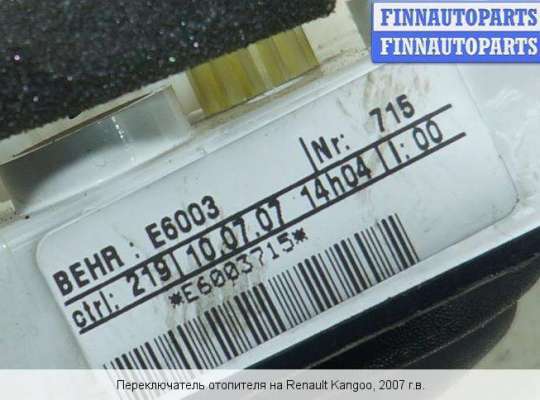 FINNAUTOPARTS
FINNAUTOPARTS
BEHR : E6003 | Nr: 715
ctrl: 219 | 10.07.07 14h04 | I: 00
*E6003715*
Переключатель отопителя на Renault Kangoo, 2007 г.в.